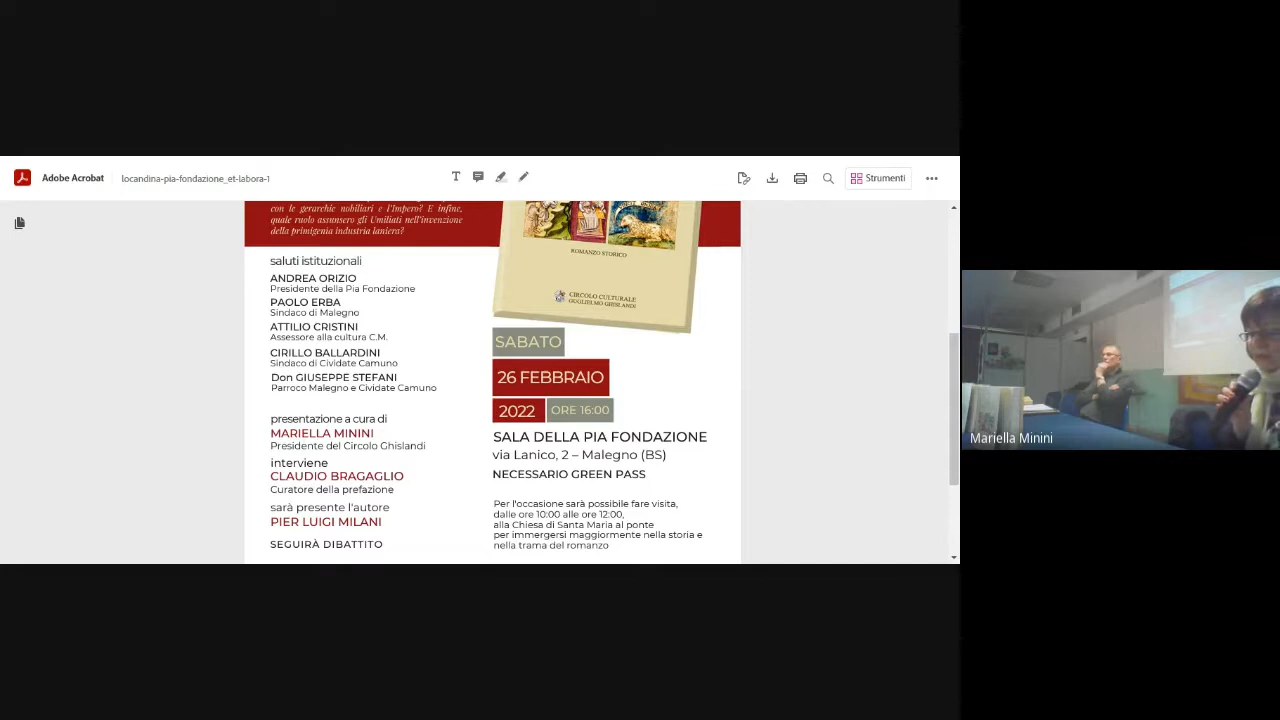 Adobe Acrobat
locandina-pia-fondazione_et-labora-1
Strumenti
con le gerarchie nobiliari e l'Impero? E infine,
quale ruolo assunsero gli Umiliati nell'invenzione
della primigenia industria laniera?
saluti istituzionali
ANDREA ORIZIO
Presidente della Pia Fondazione
PAOLO ERBA
Sindaco di Malegno
ATTILIO CRISTINI
Assessore alla cultura C.M.
CIRILLO BALLARDINI
Sindaco di Cividate Camuno
Don GIUSEPPE STEFANI
Parroco Malegno e Cividate Camuno
presentazione a cura di
MARIELLA MININI
Presidente del Circolo Ghislandi
interviene
CLAUDIO BRAGAGLIO
Curatore della prefazione
sarà presente l'autore
PIER LUIGI MILANI
SEGUIRÀ DIBATTITO
ROMANZO STORICO
CIRCOLO CULTURALE
GUGLIELMO GHISLANDI
SABATO
26 FEBBRAIO
2022 ORE 16:00
SALA DELLA PIA FONDAZIONE
via Lanico, 2 – Malegno (BS)
NECESSARIO GREEN PASS
Per l'occasione sarà possibile fare visita,
dalle ore 10:00 alle ore 12:00,
alla Chiesa di Santa Maria al ponte
per immergersi maggiormente nella storia e
nella trama del romanzo
Mariella Minini